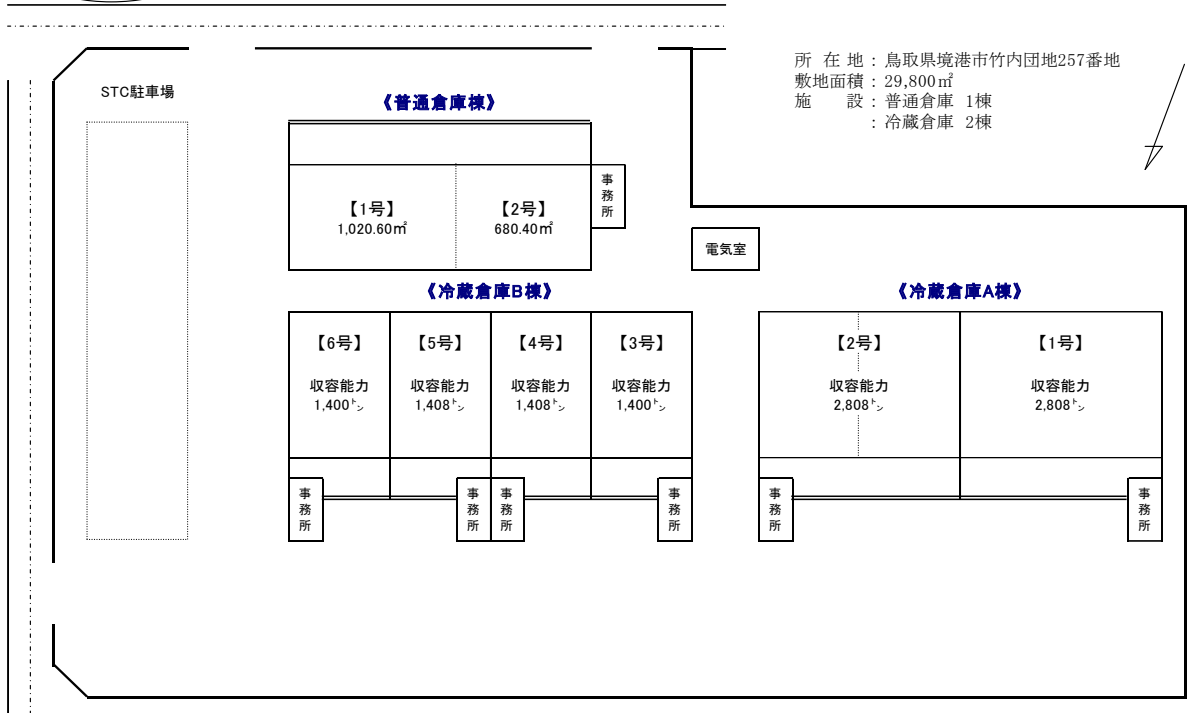 所 在 地 : 鳥取県境港市竹内団地257番地
敷地面積 : 29,800㎡
施　　設 : 普通倉庫 1棟
: 冷蔵倉庫 2棟
STC駐車場
《普通倉庫棟》
【1号】
1,020.60㎡
【2号】
680.40㎡
事務所
電気室
《冷蔵倉庫B棟》
【6号】
収容能力
1,400㌧
【5号】
収容能力
1,408㌧
【4号】
収容能力
1,408㌧
【3号】
収容能力
1,400㌧
事務所
事務所
事務所
事務所
《冷蔵倉庫A棟》
【2号】
収容能力
2,808㌧
【1号】
収容能力
2,808㌧
事務所
事務所